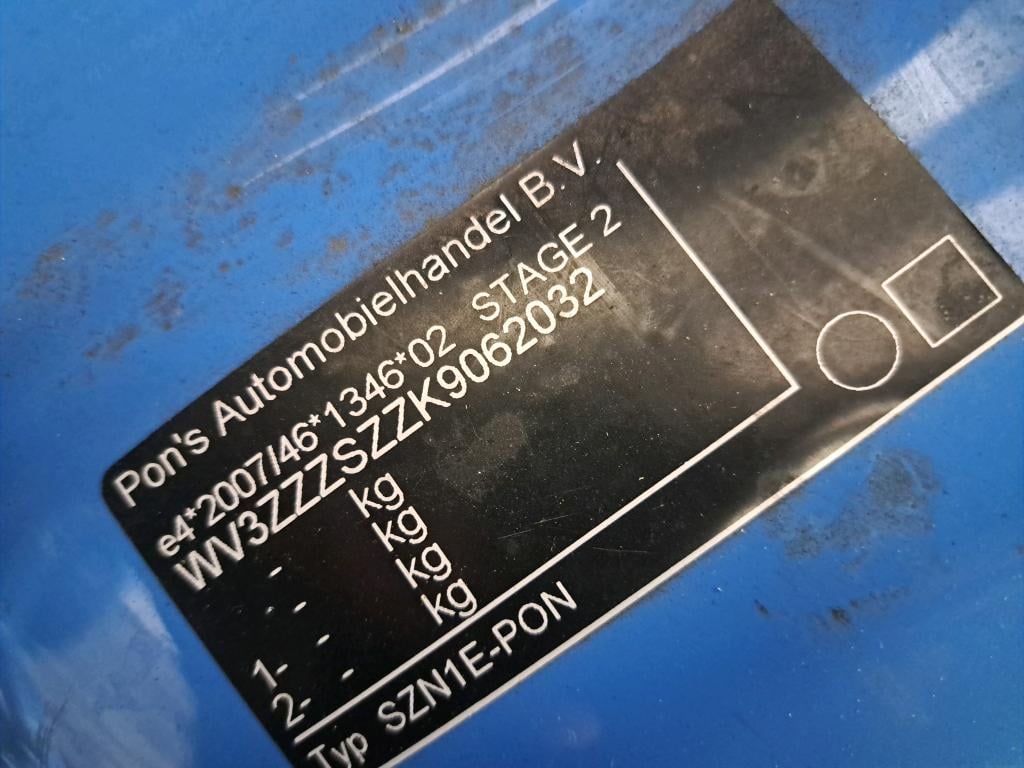 Pon's Automobielhandel B.V.
e4*2007/46*1346*02 STAGE 2
WV3ZZZSZZK9062032
- kg
- - kg
1- - kg
2- - kg
Typ SZN1E-PON